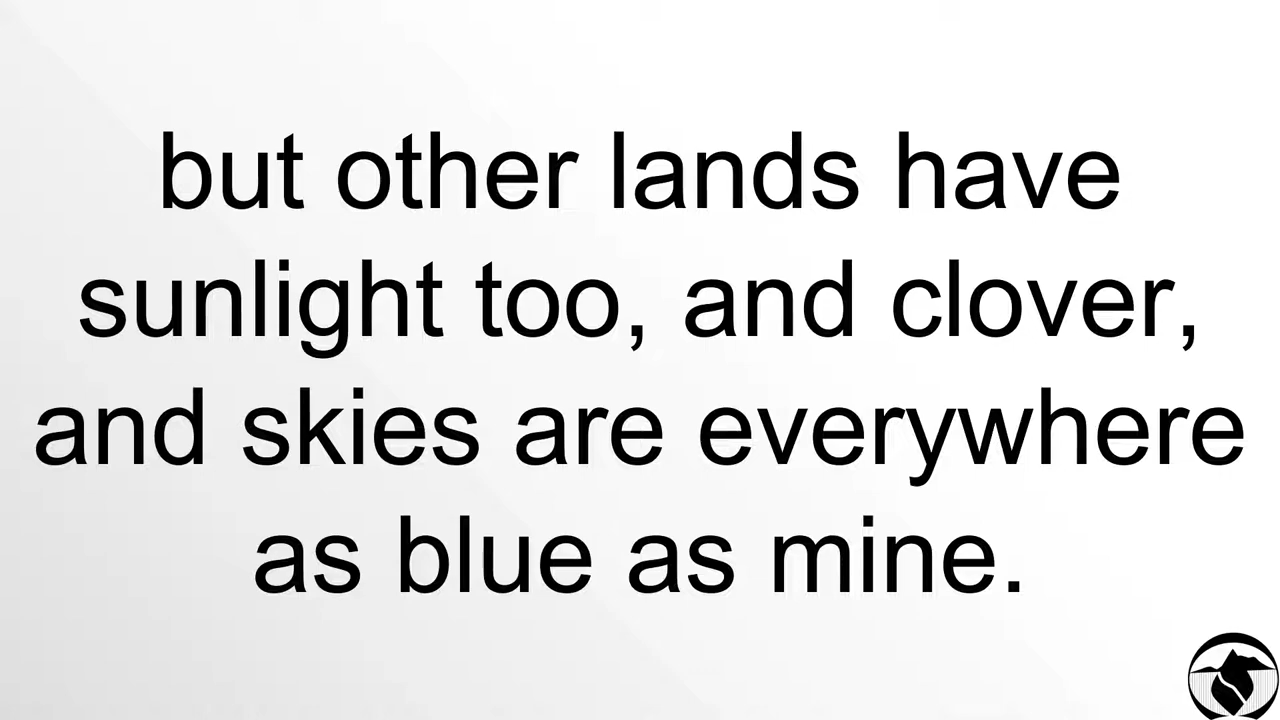 but other lands have
sunlight too, and clover,
and skies are everywhere
as blue as mine.